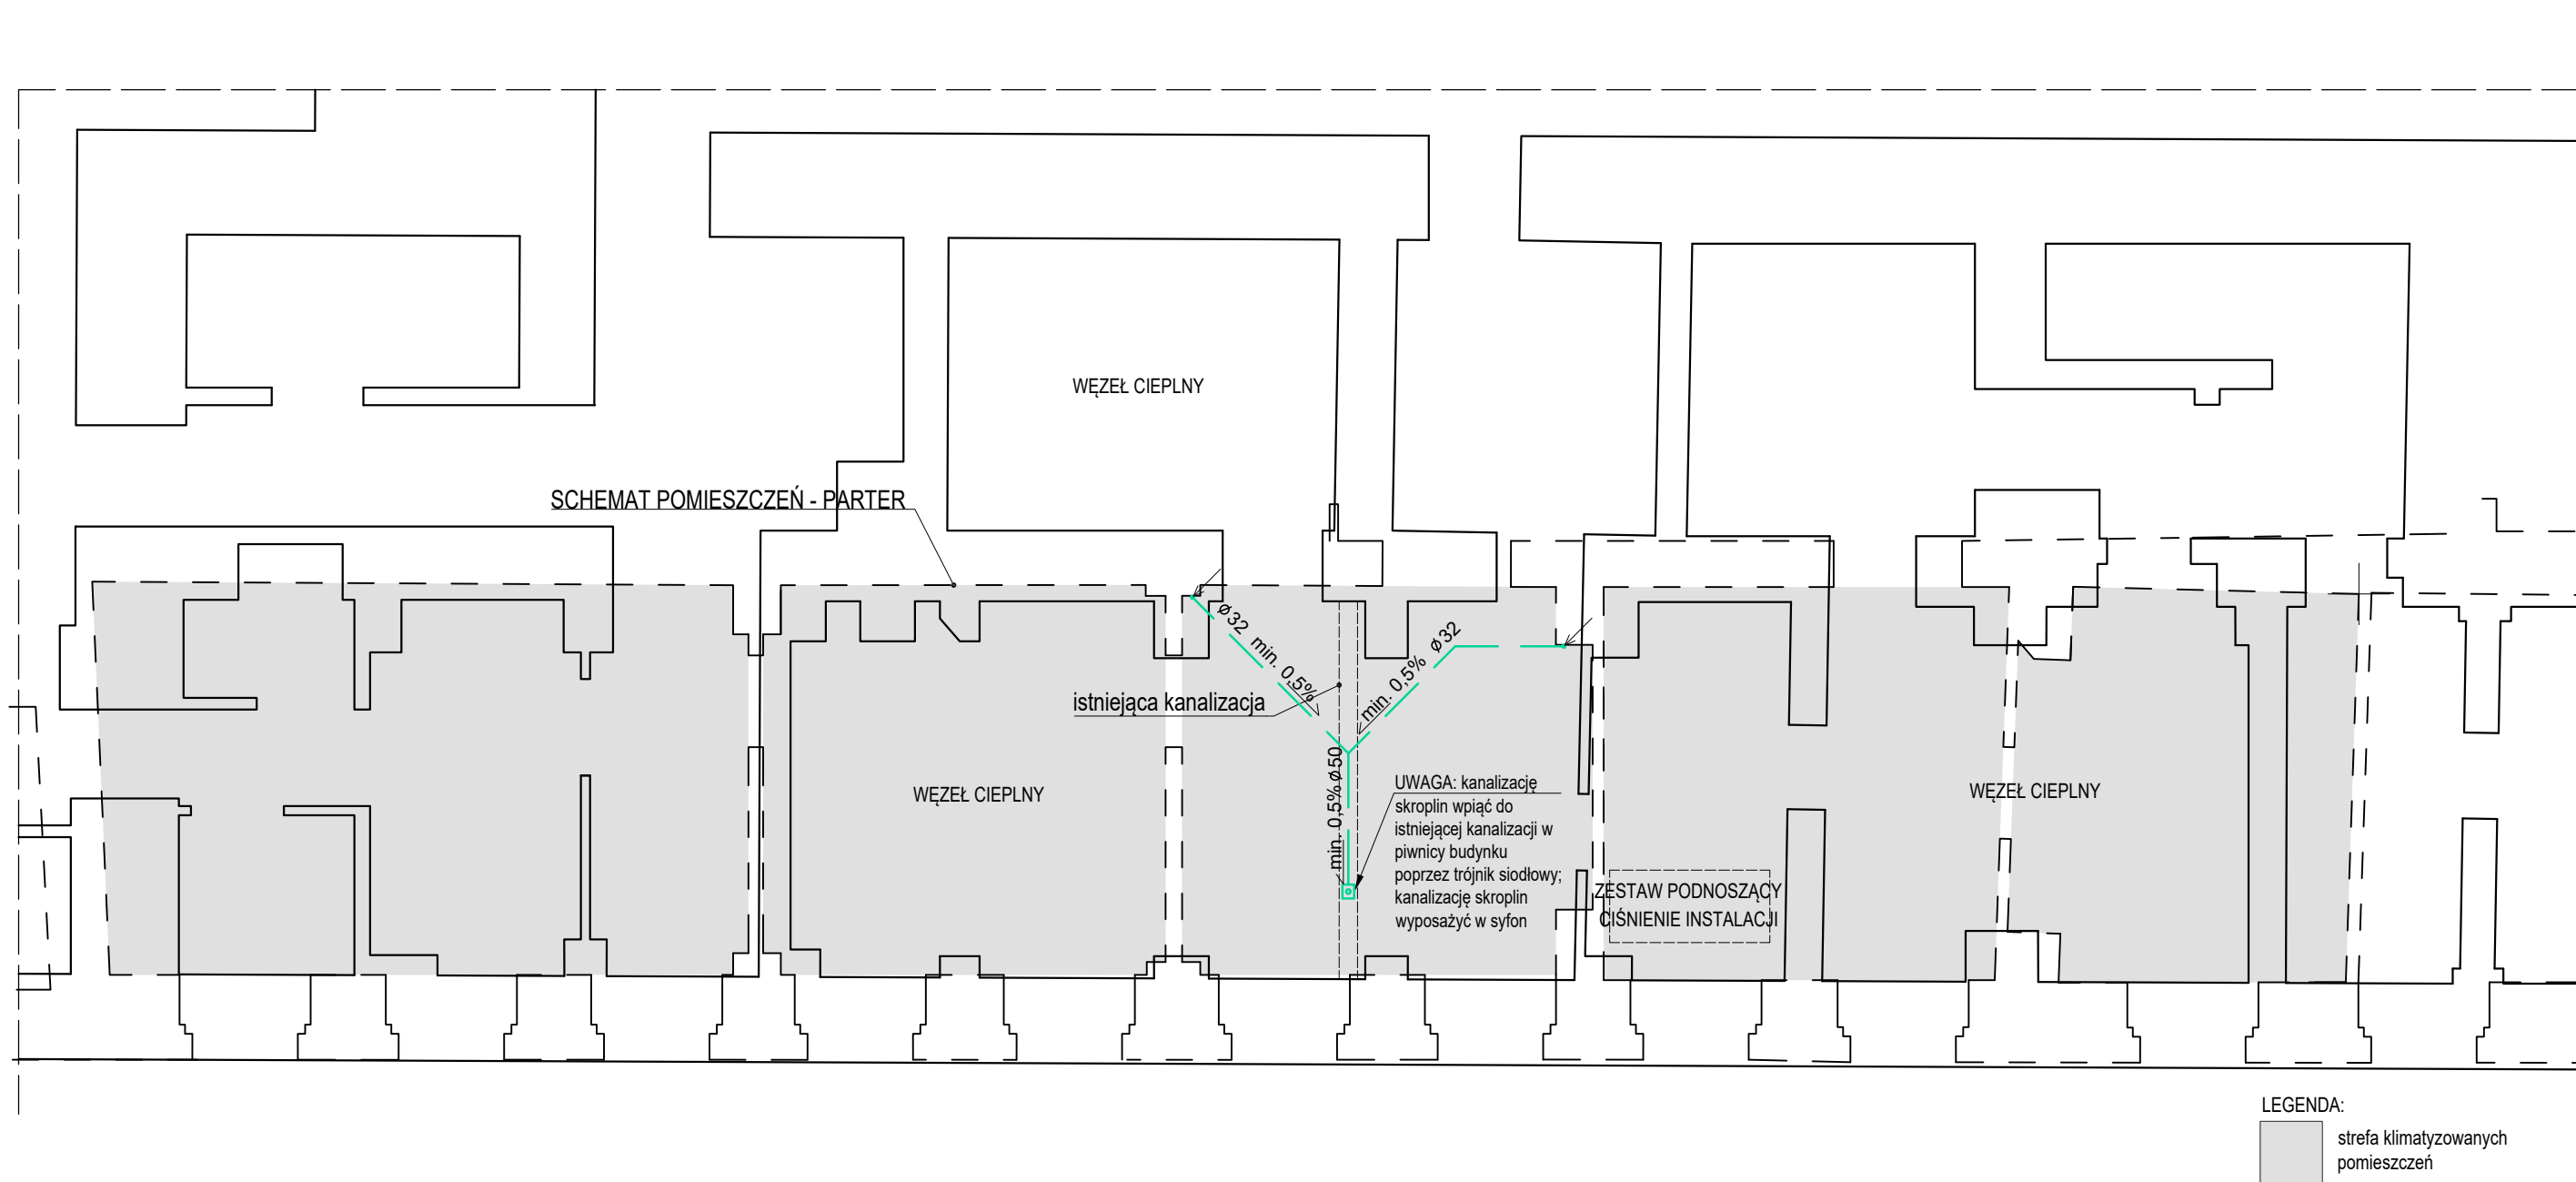 WĘZEŁ CIEPLNY
SCHEMAT POMIESZCZEŃ - PARTER
ø32 min. 0,5%
min. 0,5% ø32
istniejąca kanalizacja
min. 0,5% ø50
UWAGA: kanalizację
skroplin wpiąć do
istniejącej kanalizacji w
piwnicy budynku
poprzez trójnik siodłowy;
kanalizację skroplin
wyposażyć w syfon
WĘZEŁ CIEPLNY
WĘZEŁ CIEPLNY
ZESTAW PODNOSZĄCY
CIŚNIENIE INSTALACJI
LEGENDA:
strefa klimatyzowanych
pomieszczeń